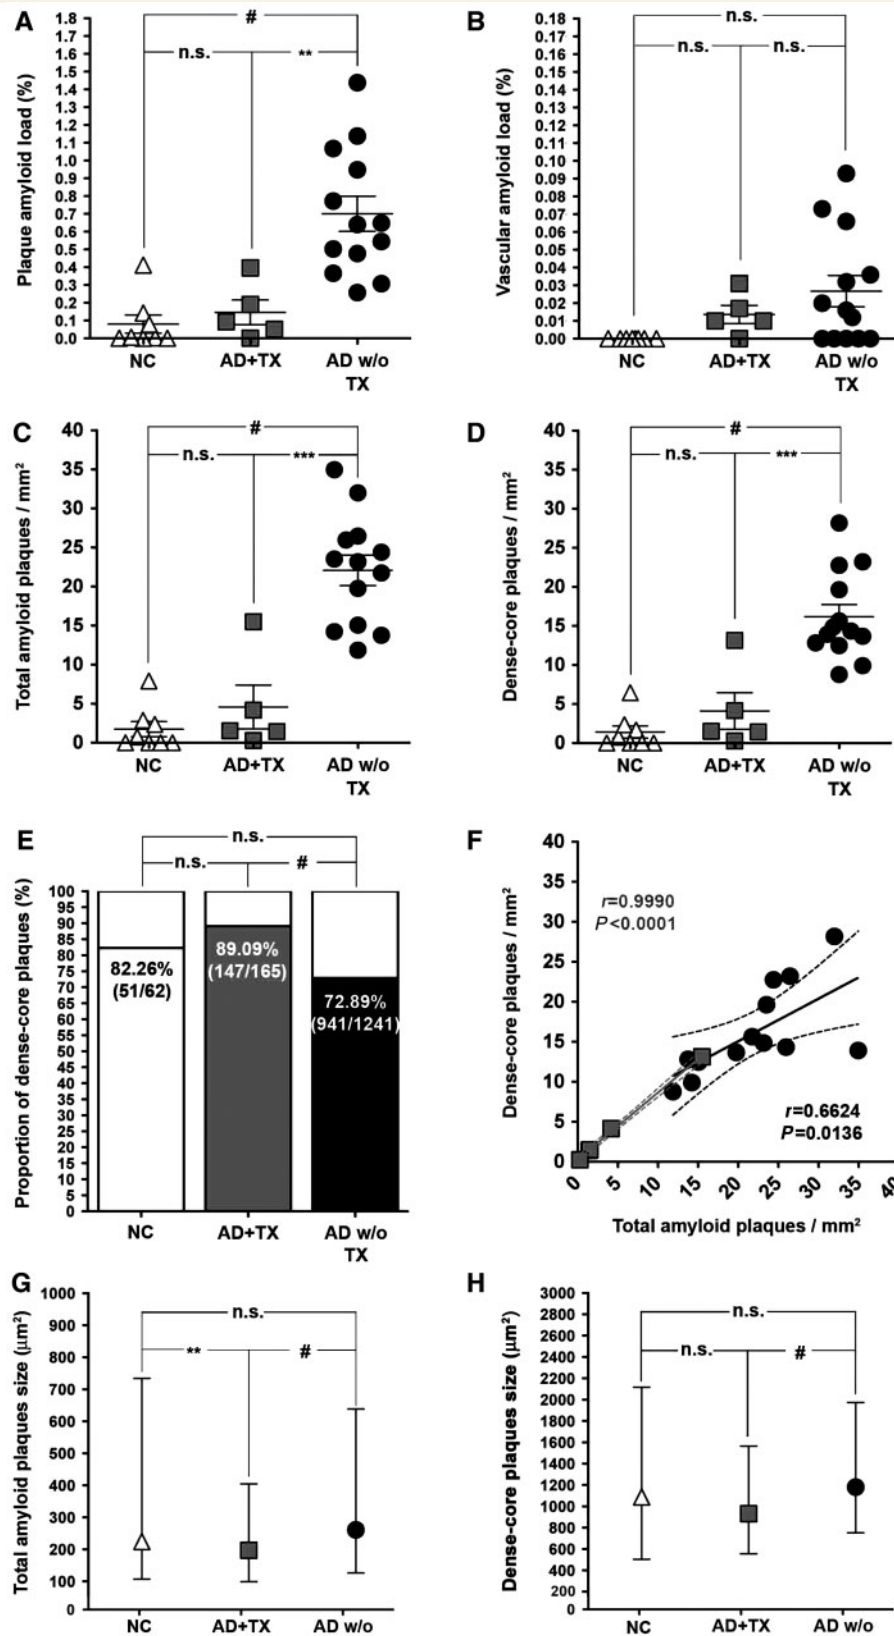 A
Plaque amyloid load (%)
1.8
1.7
1.6
1.5
1.4
1.3
1.2
1.1
1.0
0.9
0.8
0.7
0.6
0.5
0.4
0.3
0.2
0.1
0.0
#
n.s.
**
NC
AD+TX
AD w/o
TX
B
Vascular amyloid load (%)
0.18
0.17
0.16
0.15
0.14
0.13
0.12
0.11
0.10
0.09
0.08
0.07
0.06
0.05
0.04
0.03
0.02
0.01
0.00
n.s.
n.s.
n.s.
NC
AD+TX
AD w/o
TX
C
Total amyloid plaques / mm²
40
35
30
25
20
15
10
5
0
#
n.s.
***
NC
AD+TX
AD w/o
TX
D
Dense-core plaques / mm²
40
35
30
25
20
15
10
5
0
#
n.s.
***
NC
AD+TX
AD w/o
TX
E
Proportion of dense-core plaques (%)
100
95
90
85
80
75
70
65
60
55
50
45
40
35
30
25
20
15
10
5
0
n.s.
n.s.
#
82.26%
(51/62)
89.09%
(147/165)
72.89%
(941/1241)
NC
AD+TX
AD w/o
TX
F
Dense-core plaques / mm²
40
35
30
25
20
15
10
5
0
r=0.9990
P<0.0001
r=0.6624
P=0.0136
0
5
10
15
20
25
30
35
40
Total amyloid plaques / mm²
G
Total amyloid plaques size (µm²)
1000
900
800
700
600
500
400
300
200
100
0
n.s.
**
#
NC
AD+TX
AD w/o
H
Dense-core plaques size (µm²)
3000
2800
2600
2400
2200
2000
1800
1600
1400
1200
1000
800
600
400
200
0
n.s.
n.s.
#
NC
AD+TX
AD w/o